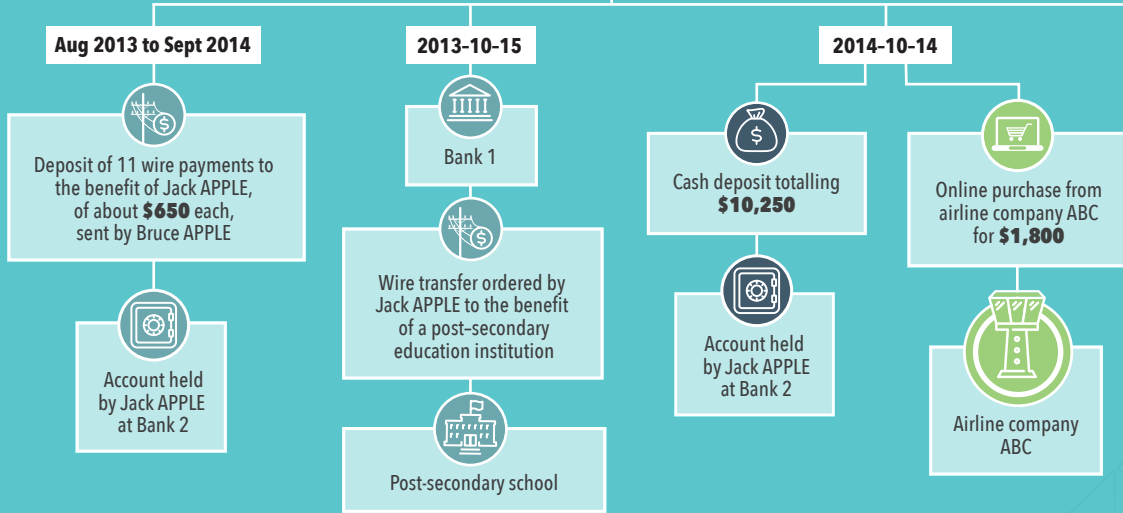 Aug 2013 to Sept 2014
Deposit of 11 wire payments to
the benefit of Jack APPLE,
of about $650 each,
sent by Bruce APPLE
Account held
by Jack APPLE
at Bank 2
2013-10-15
Bank 1
Wire transfer ordered by
Jack APPLE to the benefit
of a post-secondary
education institution
Post-secondary school
2014-10-14
Cash deposit totalling
$10,250
Account held
by Jack APPLE
at Bank 2
Online purchase from
airline company ABC
for $1,800
Airline company
ABC